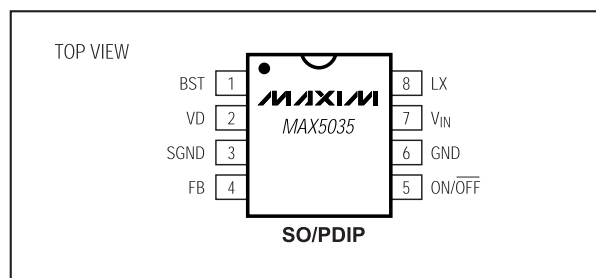 TOP VIEW
BST 1
VD 2
SGND 3
FB 4
MAXIM
MAX5035
8 LX
7 VIN
6 GND
5 ON/OFF
SO/PDIP